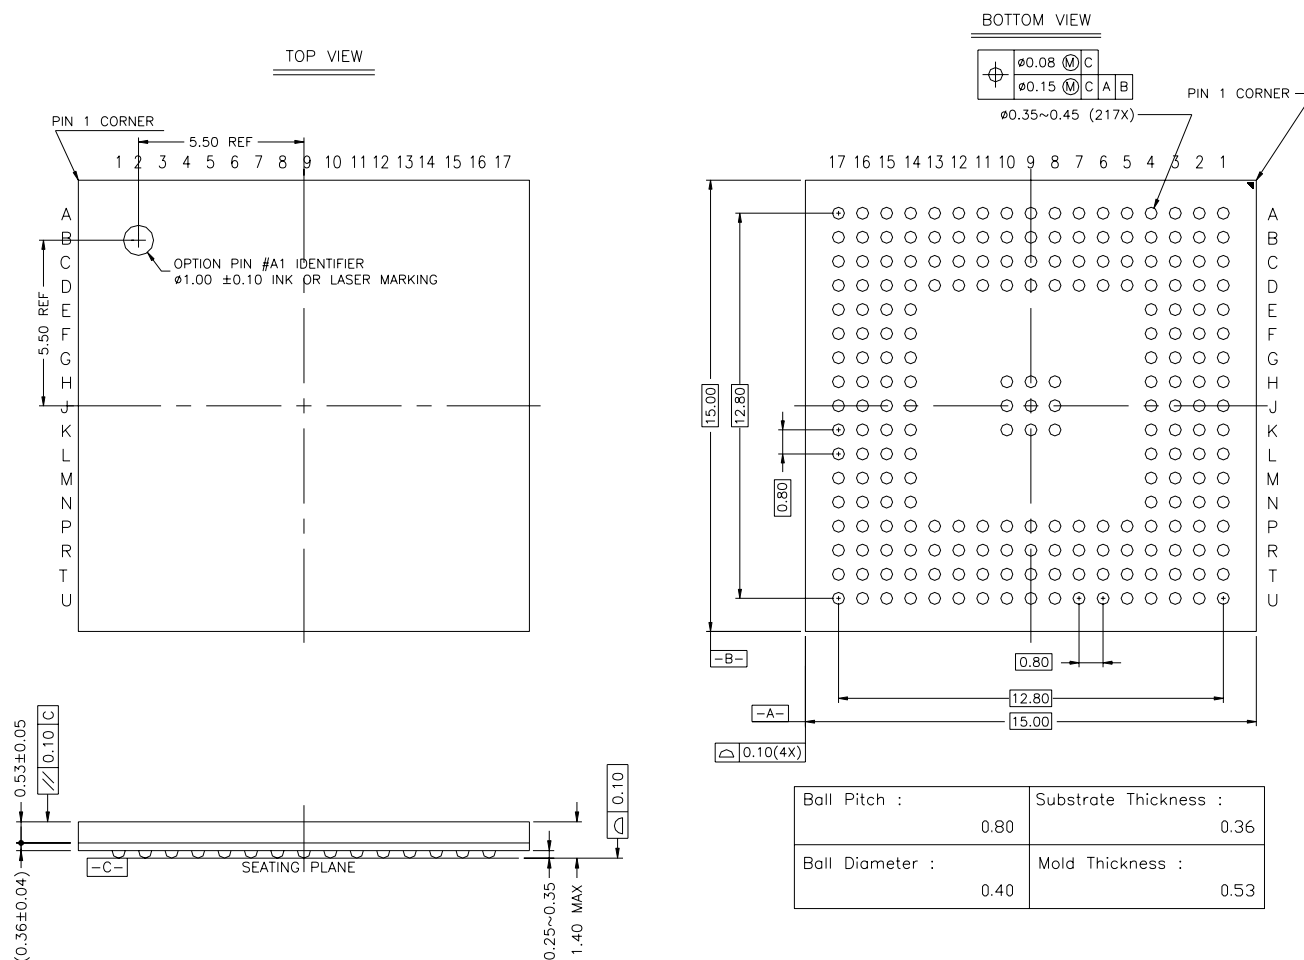 TOP VIEW
PIN 1 CORNER
5.50 REF
1 2 3 4 5 6 7 8 9 10 11 12 13 14 15 16 17
A
B
C
D
E
F
G
H
J
K
L
M
N
P
R
T
U
5.50 REF
OPTION PIN #A1 IDENTIFIER
ø1.00 ±0.10 INK OR LASER MARKING
BOTTOM VIEW
ø0.08 Ⓜ C
ø0.15 Ⓜ C A B
ø0.35~0.45 (217X)
PIN 1 CORNER
17 16 15 14 13 12 11 10 9 8 7 6 5 4 3 2 1
A
B
C
D
E
F
G
H
J
K
L
M
N
P
R
T
U
15.00
12.80
0.80
-B-
0.80
12.80
-A-
15.00
0.10(4X)
0.53±0.05
// 0.10 C
(0.36±0.04)
-C-
SEATING PLANE
0.25~0.35
1.40 MAX
0.10
Ball Pitch :
0.80
Substrate Thickness :
0.36
Ball Diameter :
0.40
Mold Thickness :
0.53